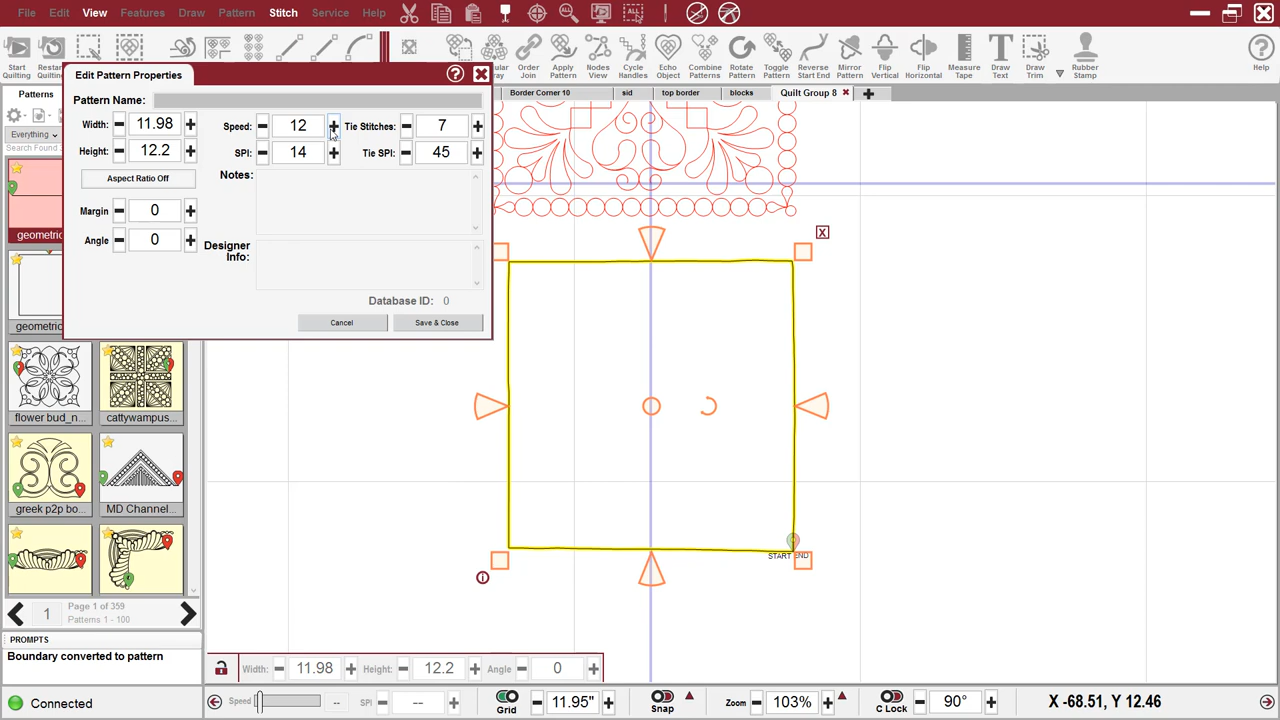 File Edit View Features Draw Pattern Stitch Service Help
Start Quilting
Order Join
Apply Pattern
Nodes View
Cycle Handles
Echo Object
Combine Patterns
Rotate Pattern
Toggle Pattern
Reverse Start End
Mirror Pattern
Flip Vertical
Flip Horizontal
Measure Tape
Draw Text
Draw Trim
Rubber Stamp
Help
Edit Pattern Properties
Pattern Name:
Width: 11.98
Speed: 12
Tie Stitches: 7
Height: 12.2
SPI: 14
Tie SPI: 45
Aspect Ratio Off
Notes:
Margin 0
Angle 0
Designer Info:
Database ID: 0
Cancel
Save & Close
Border Corner 10
sid
top border
blocks
Quilt Group 8
Patterns
Everything
Search Found
flower bud_n...
cattywampus...
greek p2p bo...
MD Channel...
1
Page 1 of 359
Patterns 1 - 100
PROMPTS
Boundary converted to pattern
Connected
X
START END
Width: 11.98 Height: 12.2 Angle 0
Speed --
SPI: --
Grid 11.95"
Snap
Zoom 103%
C Lock 90°
X -68.51, Y 12.46